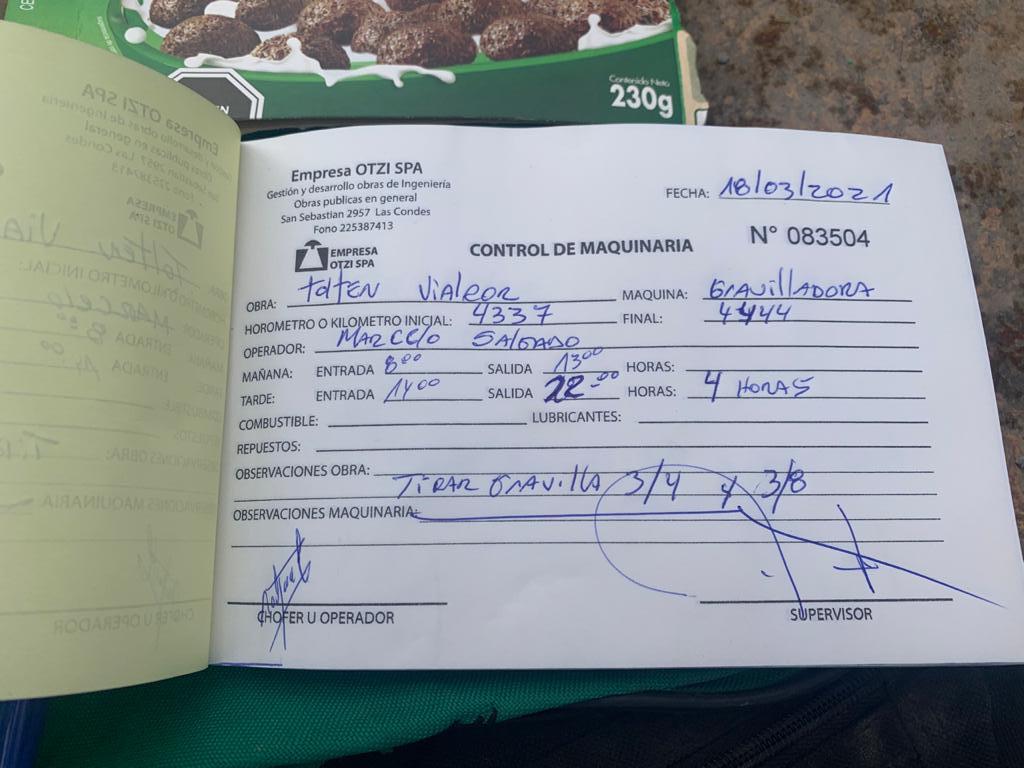 Contenido Neto
230g
Empresa OTZI SPA
Gestión y desarrollo obras de Ingeniería
Obras publicas en general
San Sebastian 2957 Las Condes
Fono 225387413
EMPRESA
OTZI SPA
FECHA: 18/03/2021
CONTROL DE MAQUINARIA
N° 083504
OBRA: TolTEN ViAlcor MAQUINA: GRAVillADORA
HOROMETRO O KILOMETRO INICIAL: 4337 FINAL: 4444
OPERADOR: MARCElO SAlGADO
MAÑANA: ENTRADA 8:00 SALIDA 13:00 HORAS:
TARDE: ENTRADA 14:00 SALIDA 22:00 HORAS: 4 HORAS
COMBUSTIBLE: LUBRICANTES:
REPUESTOS:
OBSERVACIONES OBRA:
TiRAR GRAVillA 3/4 y 3/8
OBSERVACIONES MAQUINARIA:
CHOFER U OPERADOR
SUPERVISOR